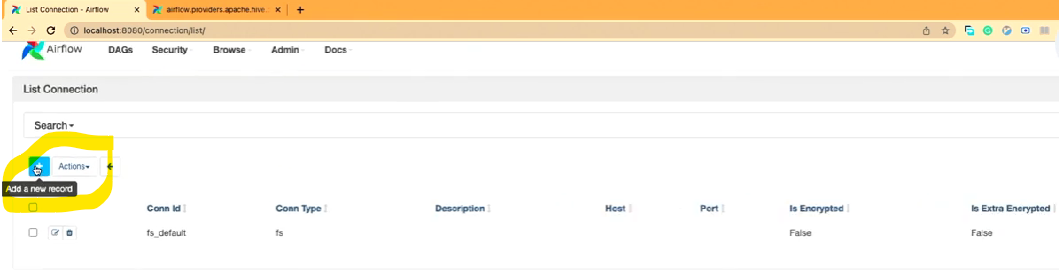 List Connection - Airflow
airflow.providers.apache.hive.
localhost:8080/connection/list/
Airflow DAGs Security Browse Admin Docs
List Connection
Search
Actions
Add a new record
Conn Id Conn Type Description Host Port Is Encrypted Is Extra Encrypted
fs_default fs False False